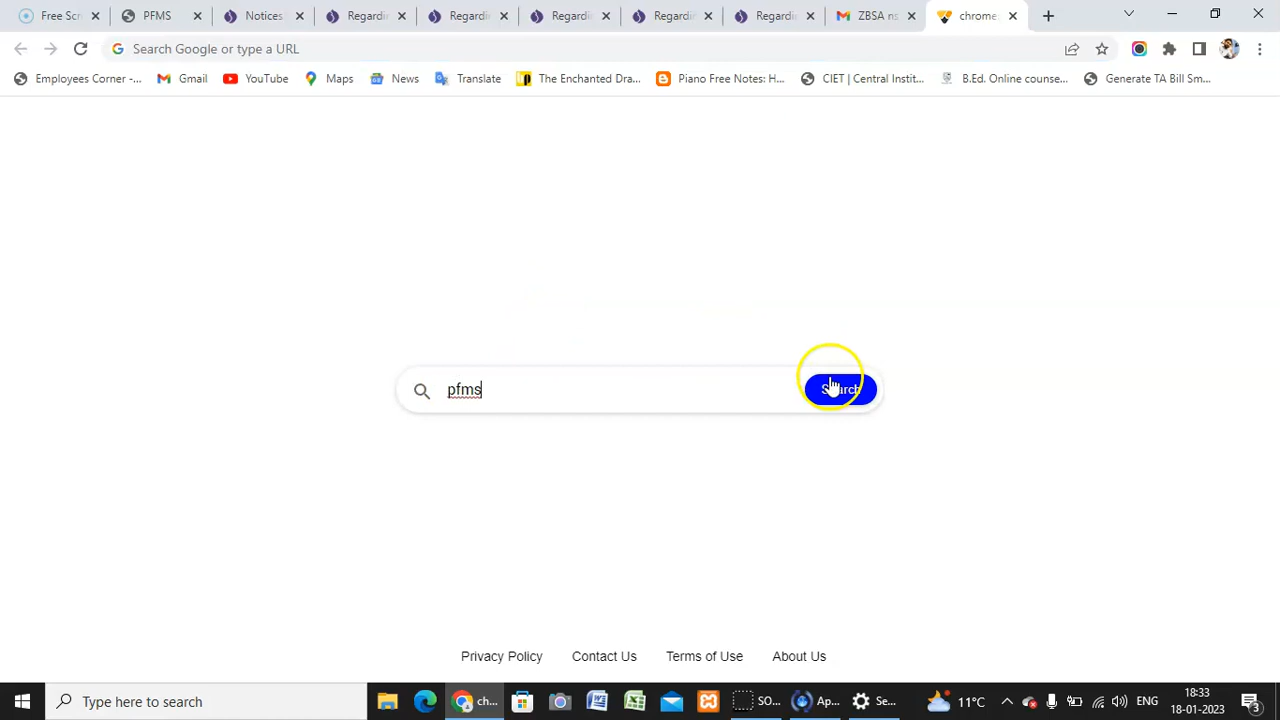 Free Scr
PFMS
Notices
Regardin
Regardi
Regardi
Regardi
Regardi
ZBSA ns
chrome
Search Google or type a URL
Employees Corner -...
Gmail
YouTube
Maps
News
Translate
The Enchanted Dra...
Piano Free Notes: H...
CIET | Central Instit...
B.Ed. Online counse...
Generate TA Bill Sm...
pfms
Search
Privacy Policy
Contact Us
Terms of Use
About Us
Type here to search
ch...
SO...
Ap...
Se...
11°C
ENG
18:33
18-01-2023
3